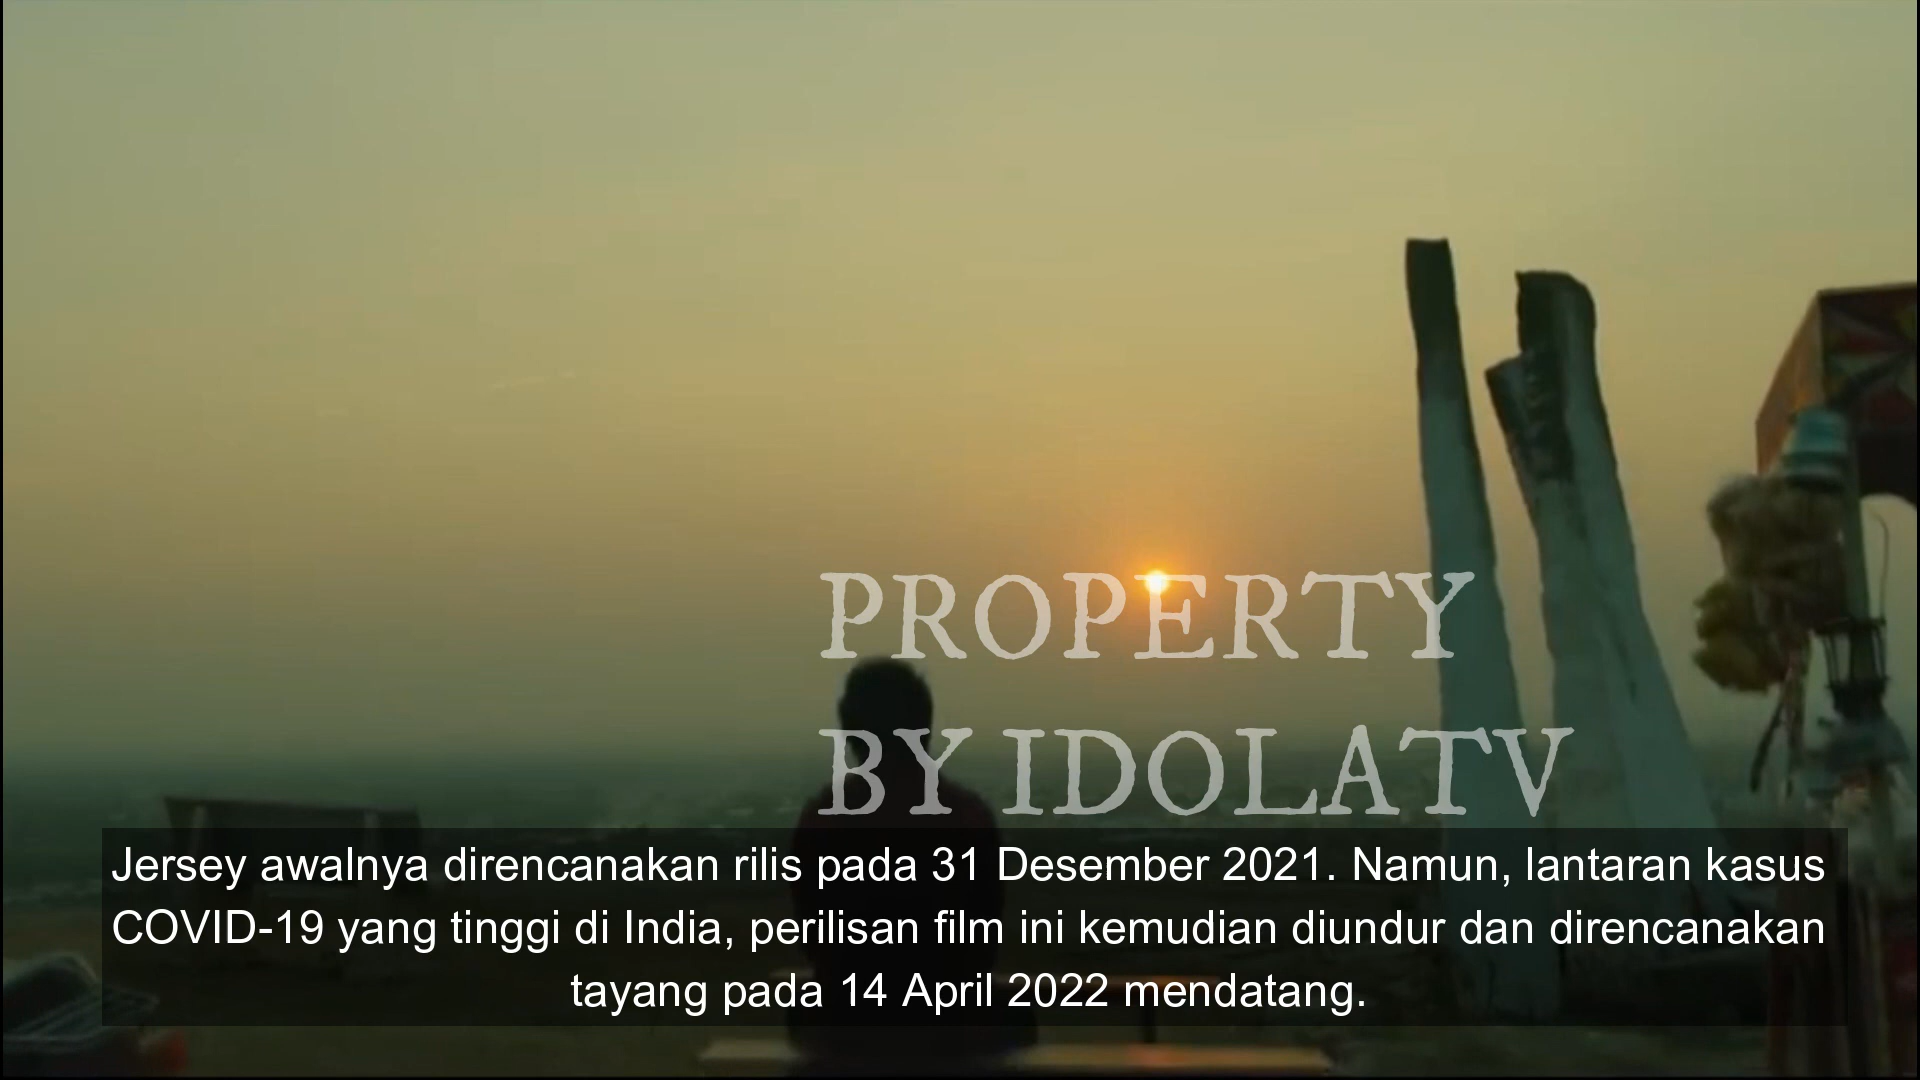 PROPERTY
BY IDOLATV
Jersey awalnya direncanakan rilis pada 31 Desember 2021. Namun, lantaran kasus
COVID-19 yang tinggi di India, perilisan film ini kemudian diundur dan direncanakan
tayang pada 14 April 2022 mendatang.